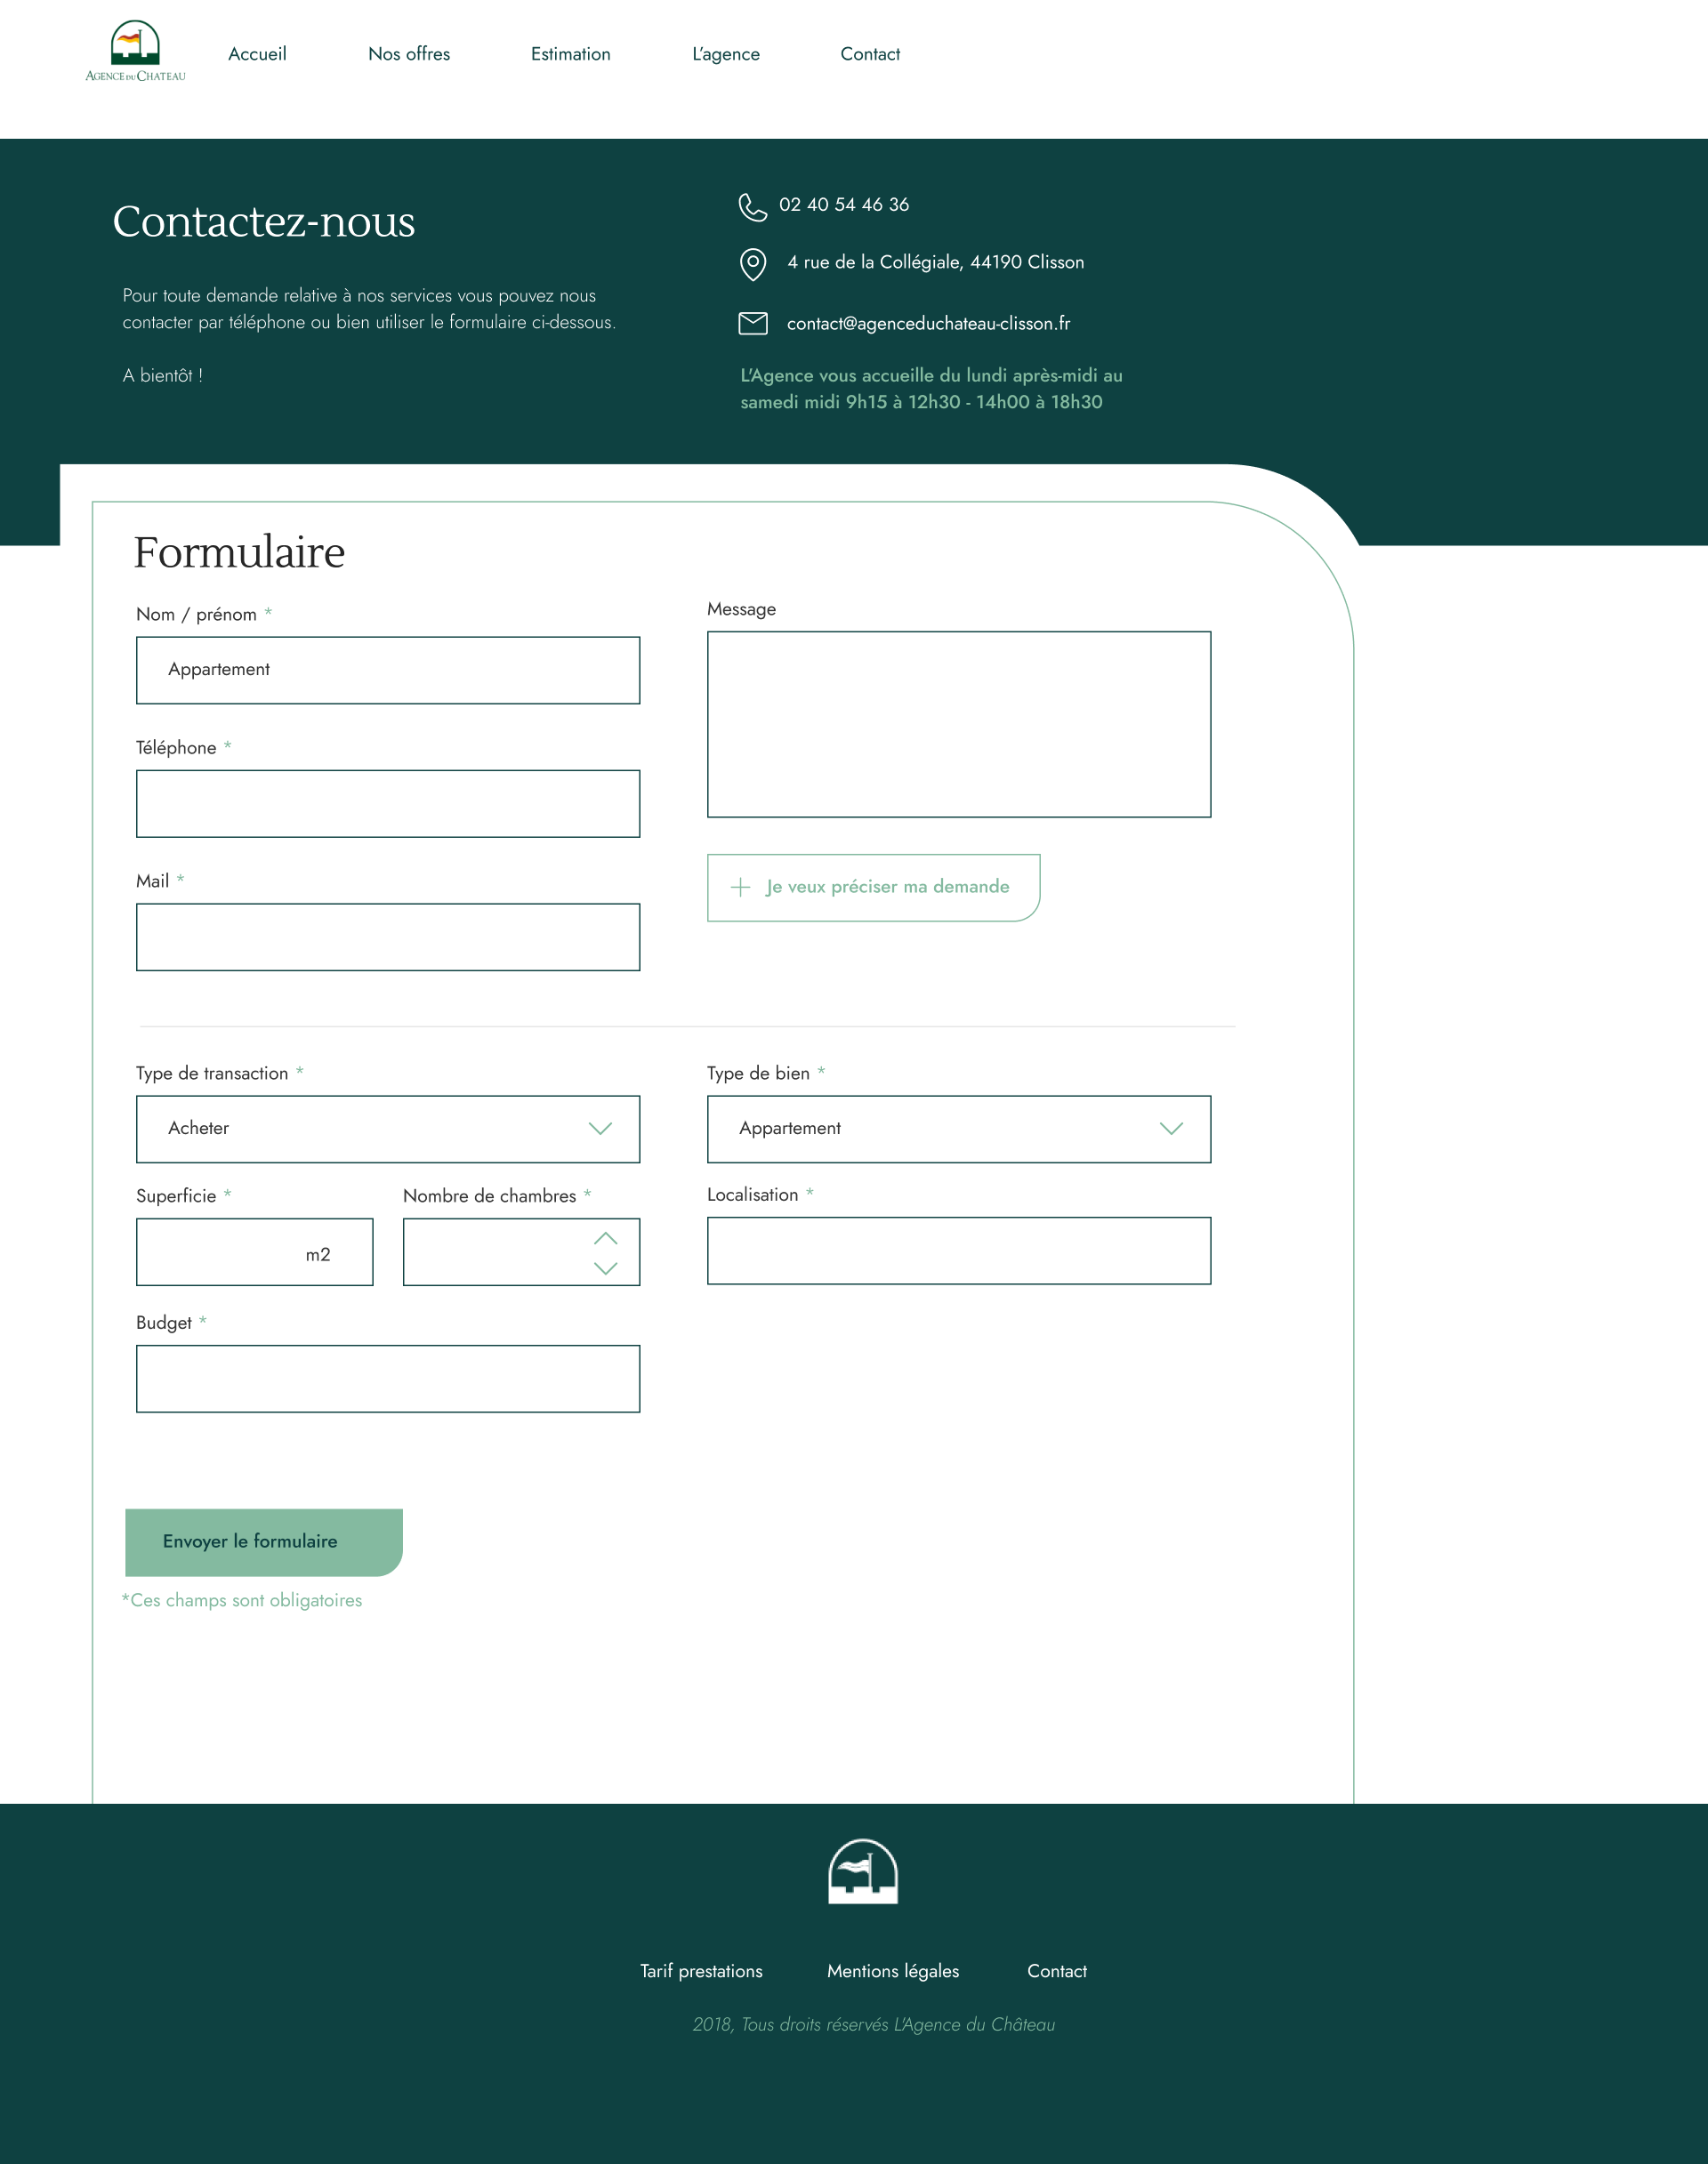 AGENCE DU CHATEAU
Accueil
Nos offres
Estimation
L'agence
Contact
Contactez-nous
Pour toute demande relative à nos services vous pouvez nous
contacter par téléphone ou bien utiliser le formulaire ci-dessous.
A bientôt !
02 40 54 46 36
4 rue de la Collégiale, 44190 Clisson
contact@agenceduchateau-clisson.fr
L'Agence vous accueille du lundi après-midi au
samedi midi 9h15 à 12h30 - 14h00 à 18h30
Formulaire
Nom / prénom *
Appartement
Téléphone *
Mail *
Message
Je veux préciser ma demande
Type de transaction *
Acheter
Type de bien *
Appartement
Superficie *
m2
Nombre de chambres *
Localisation *
Budget *
Envoyer le formulaire
*Ces champs sont obligatoires
Tarif prestations
Mentions légales
Contact
2018, Tous droits réservés L'Agence du Château